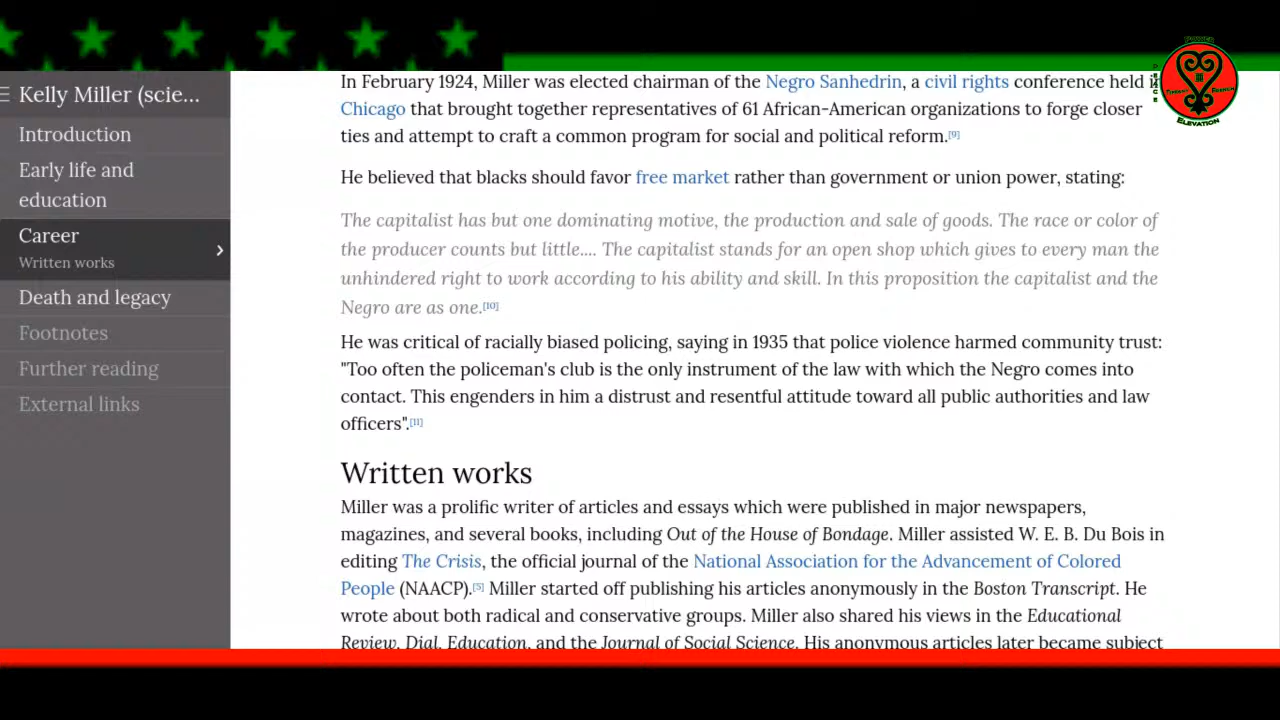 In February 1924, Miller was elected chairman of the Negro Sanhedrin, a civil rights conference held
Kelly Miller (scie...
Chicago that brought together representatives of 61 African-American organizations to forge closer
Introduction
ties and attempt to craft a common program for social and political reform.[9]
Early life and
education
He believed that blacks should favor free market rather than government or union power, stating:
Career
Written works
The capitalist has but one dominating motive, the production and sale of goods. The race or color of
the producer counts but little.... The capitalist stands for an open shop which gives to every man the
unhindered right to work according to his ability and skill. In this proposition the capitalist and the
Negro are as one.[10]
Death and legacy
Footnotes
Further reading
External links
He was critical of racially biased policing, saying in 1935 that police violence harmed community trust:
"Too often the policeman's club is the only instrument of the law with which the Negro comes into
contact. This engenders in him a distrust and resentful attitude toward all public authorities and law
officers".[11]
Written works
Miller was a prolific writer of articles and essays which were published in major newspapers,
magazines, and several books, including Out of the House of Bondage. Miller assisted W. E. B. Du Bois in
editing The Crisis, the official journal of the National Association for the Advancement of Colored
People (NAACP).[5] Miller started off publishing his articles anonymously in the Boston Transcript. He
wrote about both radical and conservative groups. Miller also shared his views in the Educational
Review, Dial, Education, and the Journal of Social Science. His anonymous articles later became subject
Power
Elevation